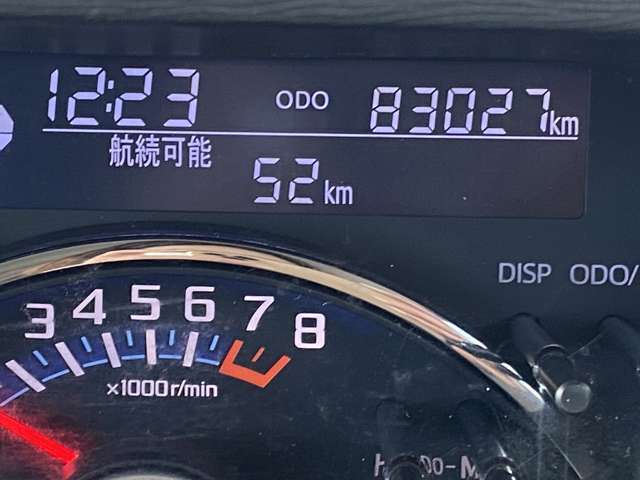 12:23 ODO 83027km
航続可能
52km
DISP ODO/
3 4 5 6 7 8
×1000r/min